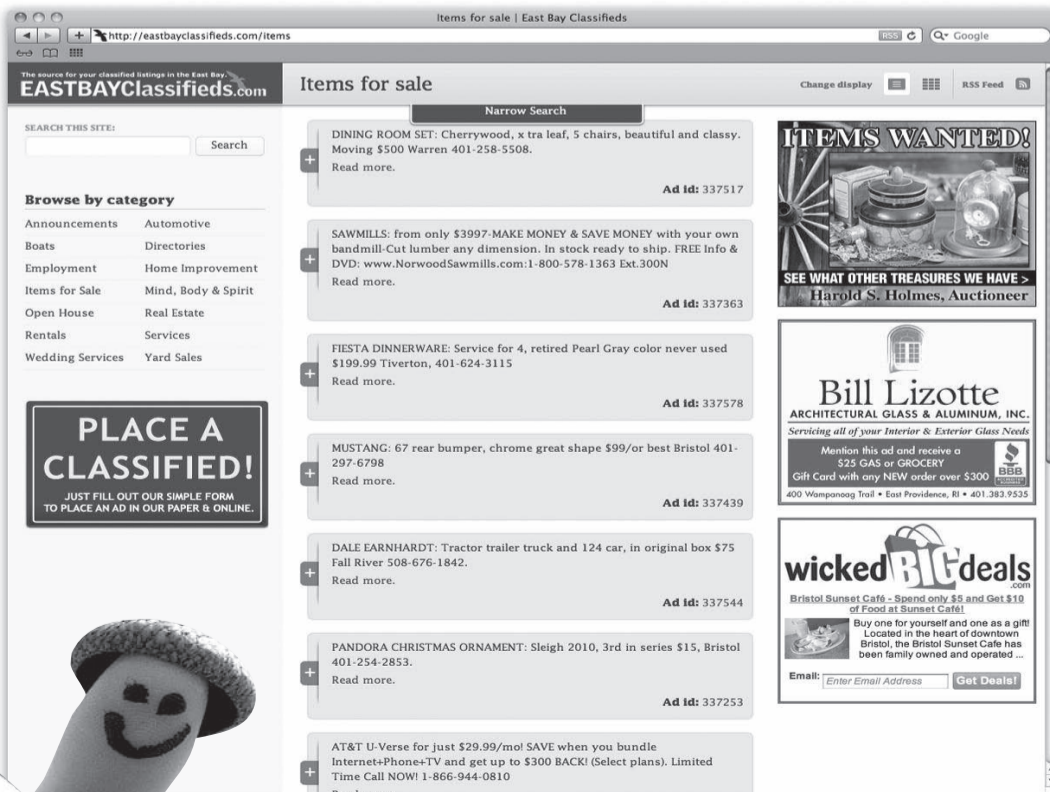 Items for sale | East Bay Classifieds
http://eastbayclassifieds.com/items
RSS
Google
The source for your classified listings in the East Bay.
EASTBAYClassifieds.com
Items for sale
Change display
RSS Feed
Narrow Search
SEARCH THIS SITE:
Search
Browse by category
Announcements
Automotive
Boats
Directories
Employment
Home Improvement
Items for Sale
Mind, Body & Spirit
Open House
Real Estate
Rentals
Services
Wedding Services
Yard Sales
PLACE A
CLASSIFIED!
JUST FILL OUT OUR SIMPLE FORM
TO PLACE AN AD IN OUR PAPER & ONLINE.
DINING ROOM SET: Cherrywood, x tra leaf, 5 chairs, beautiful and classy.
Moving $500 Warren 401-258-5508.
Read more.
Ad id: 337517
SAWMILLS: from only $3997-MAKE MONEY & SAVE MONEY with your own
bandmill-Cut lumber any dimension. In stock ready to ship. FREE Info &
DVD: www.NorwoodSawmills.com:1-800-578-1363 Ext.300N
Read more.
Ad id: 337363
FIESTA DINNERWARE: Service for 4, retired Pearl Gray color never used
$199.99 Tiverton, 401-624-3115
Read more.
Ad id: 337578
MUSTANG: 67 rear bumper, chrome great shape $99/or best Bristol 401-
297-6798
Read more.
Ad id: 337439
DALE EARNHARDT: Tractor trailer truck and 124 car, in original box $75
Fall River 508-676-1842.
Read more.
Ad id: 337544
PANDORA CHRISTMAS ORNAMENT: Sleigh 2010, 3rd in series $15, Bristol
401-254-2853.
Read more.
Ad id: 337253
AT&T U-Verse for just $29.99/mo! SAVE when you bundle
Internet+Phone+TV and get up to $300 BACK! (Select plans). Limited
Time Call NOW! 1-866-944-0810
ITEMS WANTED!
SEE WHAT OTHER TREASURES WE HAVE >
Harold S. Holmes, Auctioneer
Bill Lizotte
ARCHITECTURAL GLASS & ALUMINUM, INC.
Servicing all of your Interior & Exterior Glass Needs
Mention this ad and receive a
$25 GAS or GROCERY
Gift Card with any NEW order over $300
BBB
400 Wampanoag Trail • East Providence, RI • 401.383.9535
wicked BIG deals
.com
Bristol Sunset Café - Spend only $5 and Get $10
of Food at Sunset Café!
Buy one for yourself and one as a gift!
Located in the heart of downtown
Bristol, the Bristol Sunset Cafe has
been family owned and operated ...
Email: Enter Email Address
Get Deals!